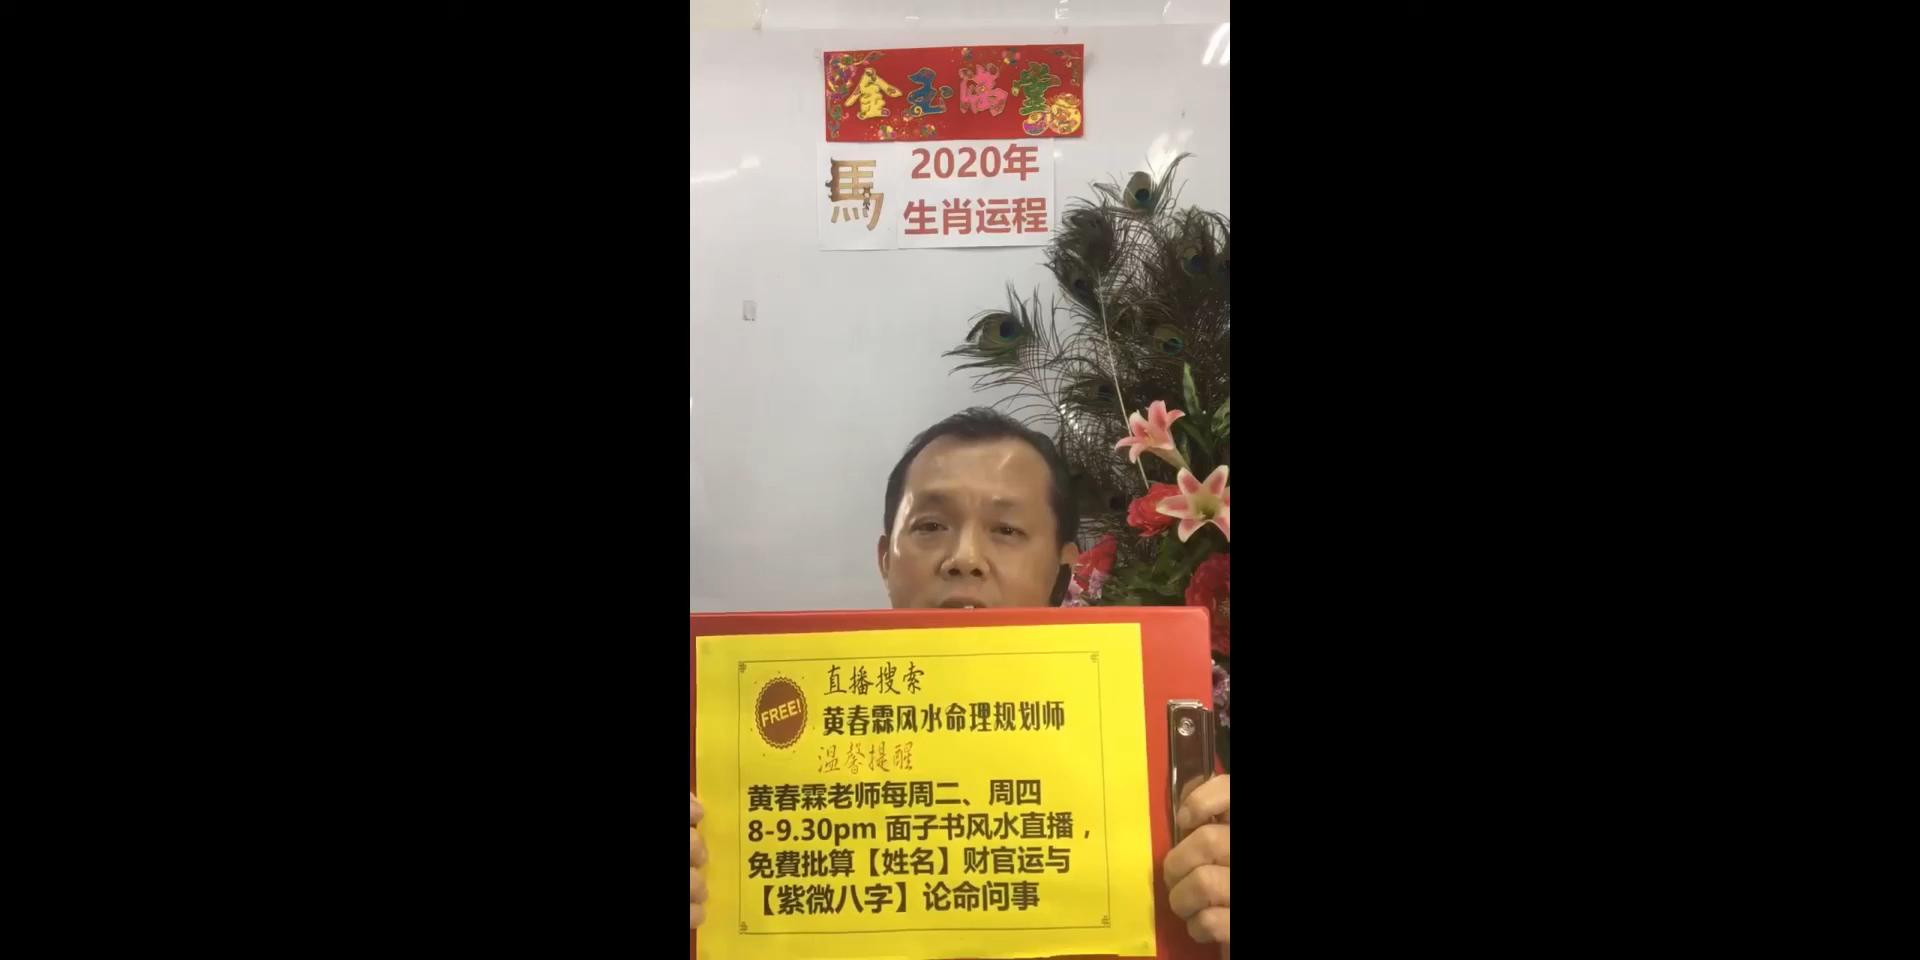 金玉满堂
馬
2020年
生肖运程
FREE!
直播搜索
黄春霖风水命理规划师
温馨提醒
黄春霖老师每周二、周四
8-9.30pm 面子书风水直播，
免費批算【姓名】财官运与
【紫微八字】论命问事